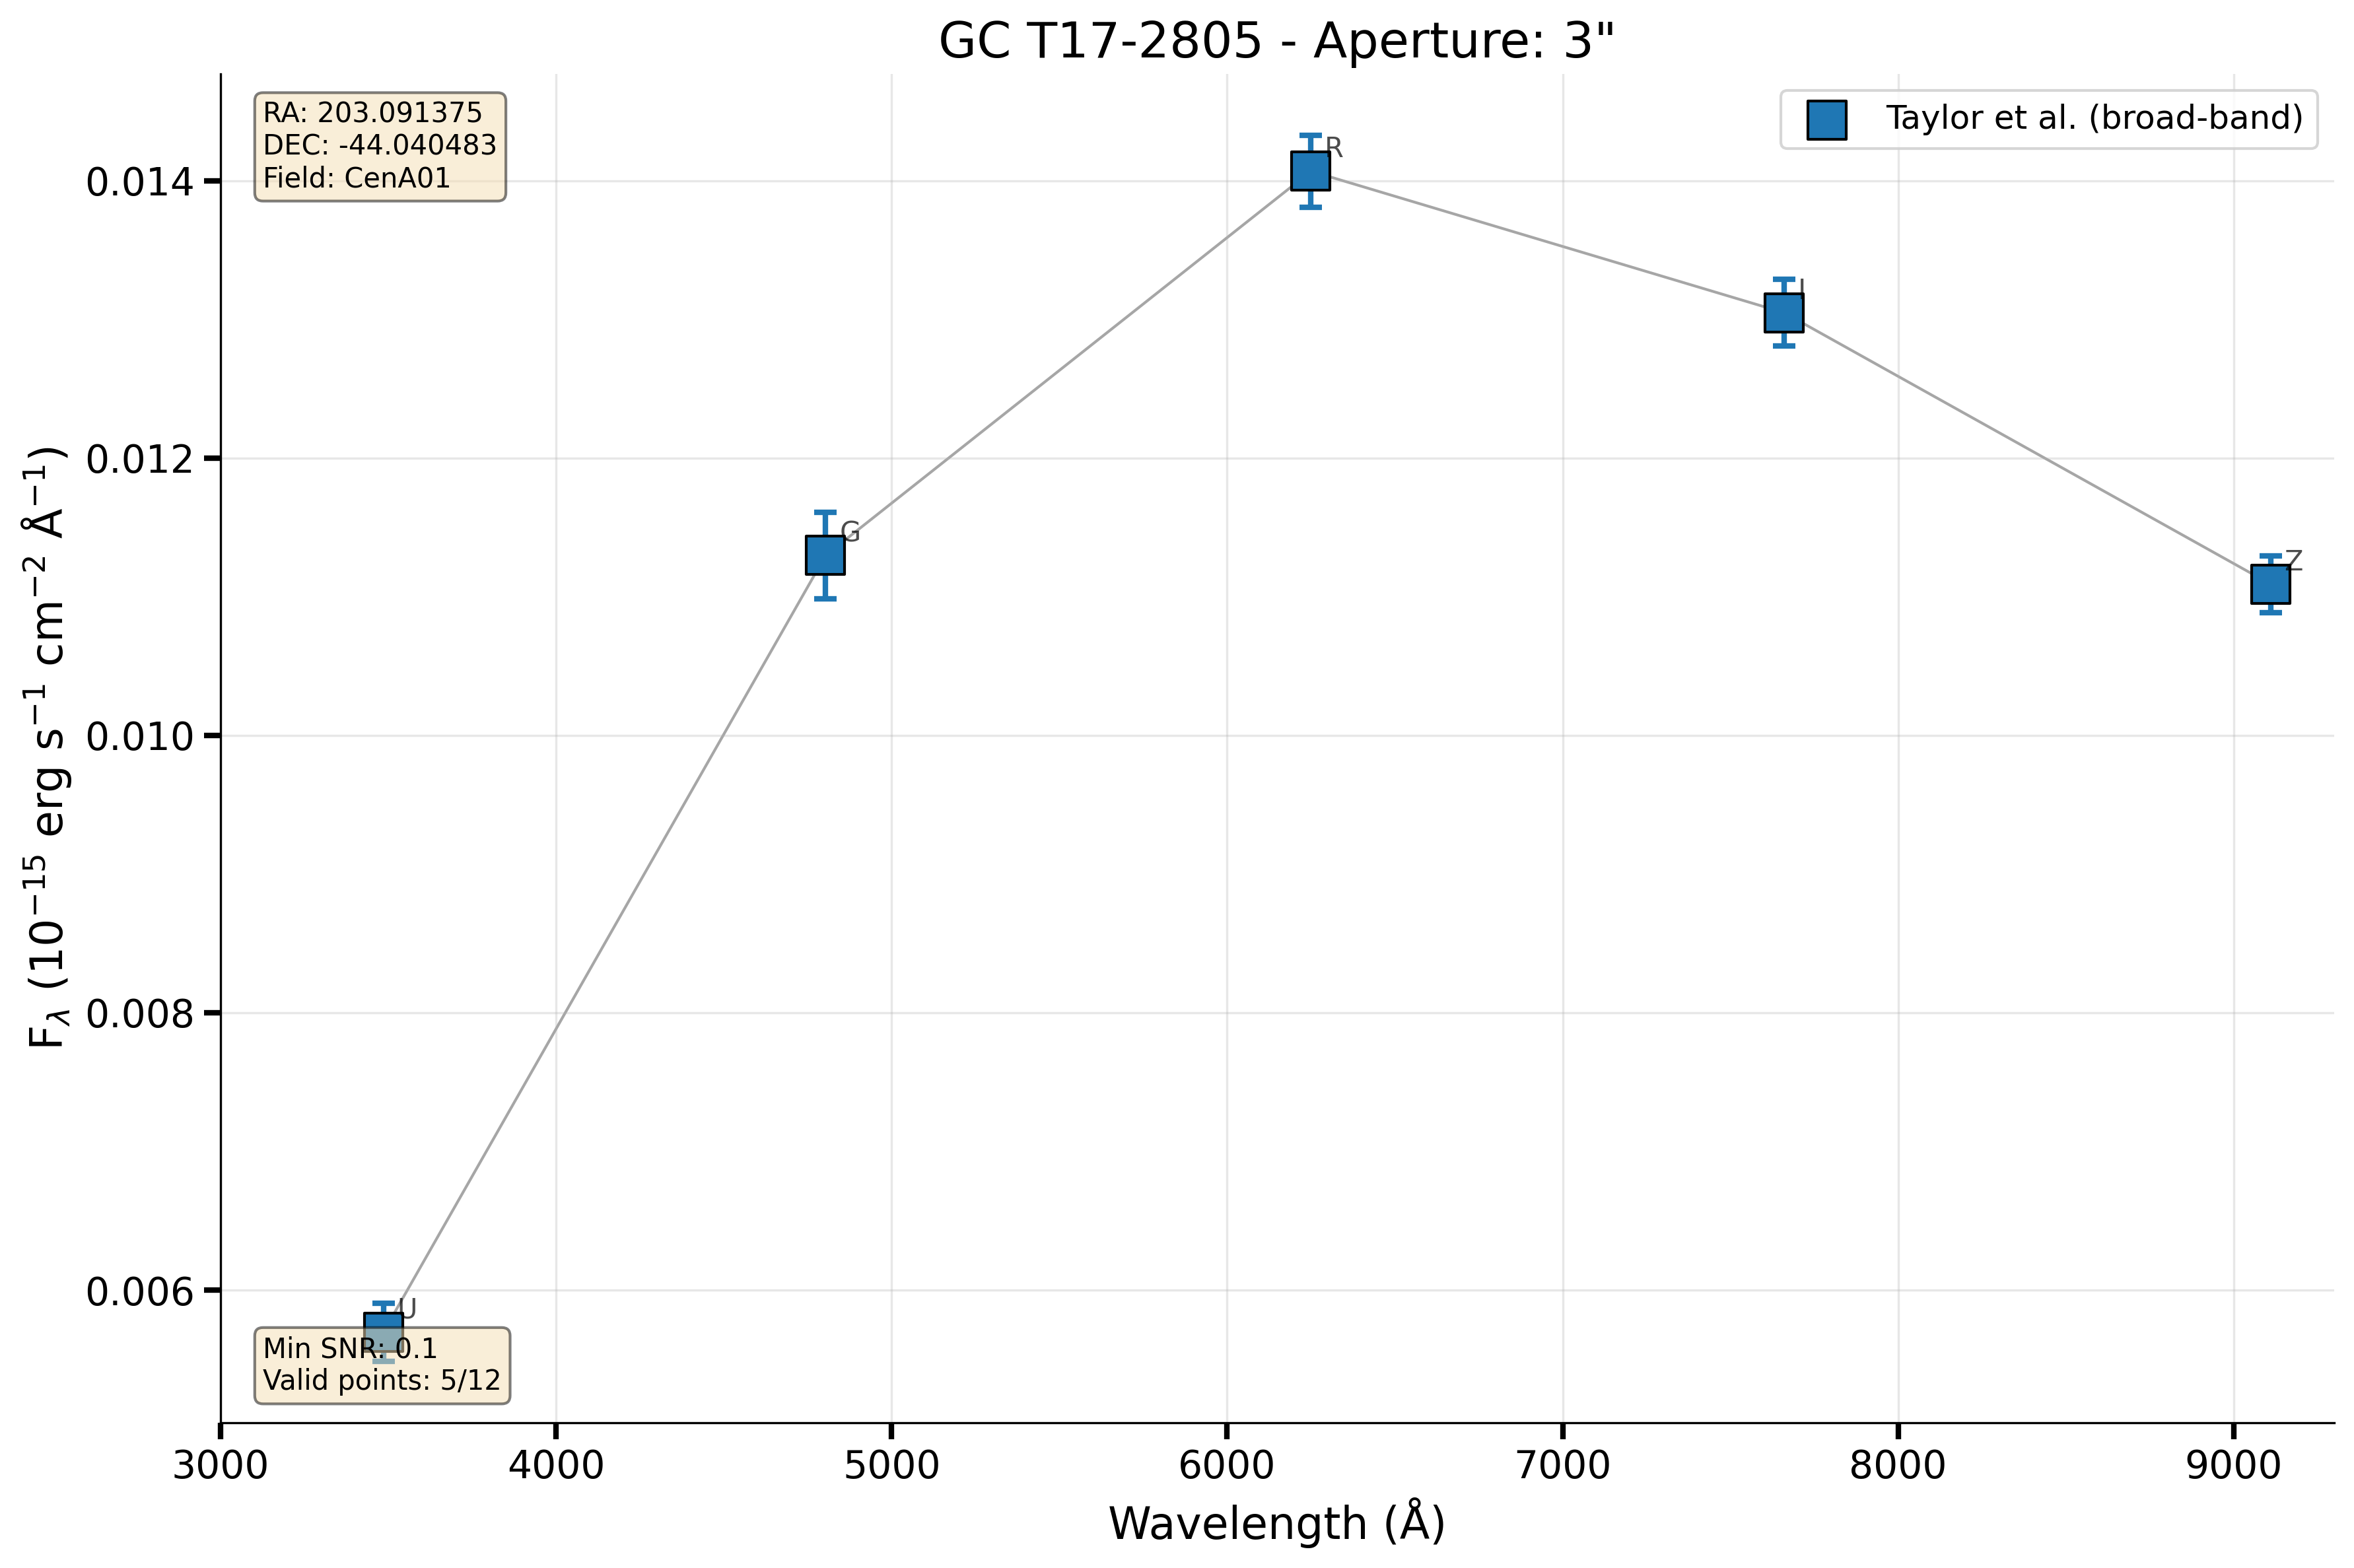 GC T17-2805 - Aperture: 3"
RA: 203.091375
DEC: -44.040483
Field: CenA01
Taylor et al. (broad-band)
R
I
G
Z
U
Min SNR: 0.1
Valid points: 5/12
0.014
0.012
0.010
0.008
0.006
F_λ (10⁻¹⁵ erg s⁻¹ cm⁻² Å⁻¹)
3000 4000 5000 6000 7000 8000 9000
Wavelength (Å)